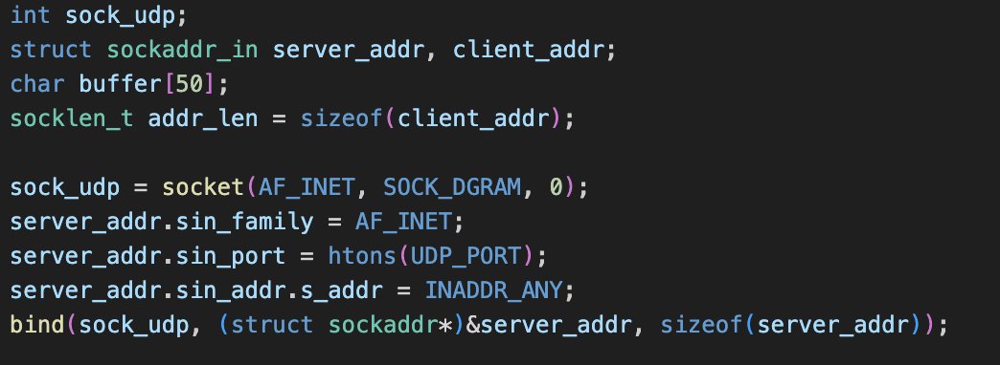 int sock_udp;
struct sockaddr_in server_addr, client_addr;
char buffer[50];
socklen_t addr_len = sizeof(client_addr);
sock_udp = socket(AF_INET, SOCK_DGRAM, 0);
server_addr.sin_family = AF_INET;
server_addr.sin_port = htons(UDP_PORT);
server_addr.sin_addr.s_addr = INADDR_ANY;
bind(sock_udp, (struct sockaddr*)&server_addr, sizeof(server_addr));